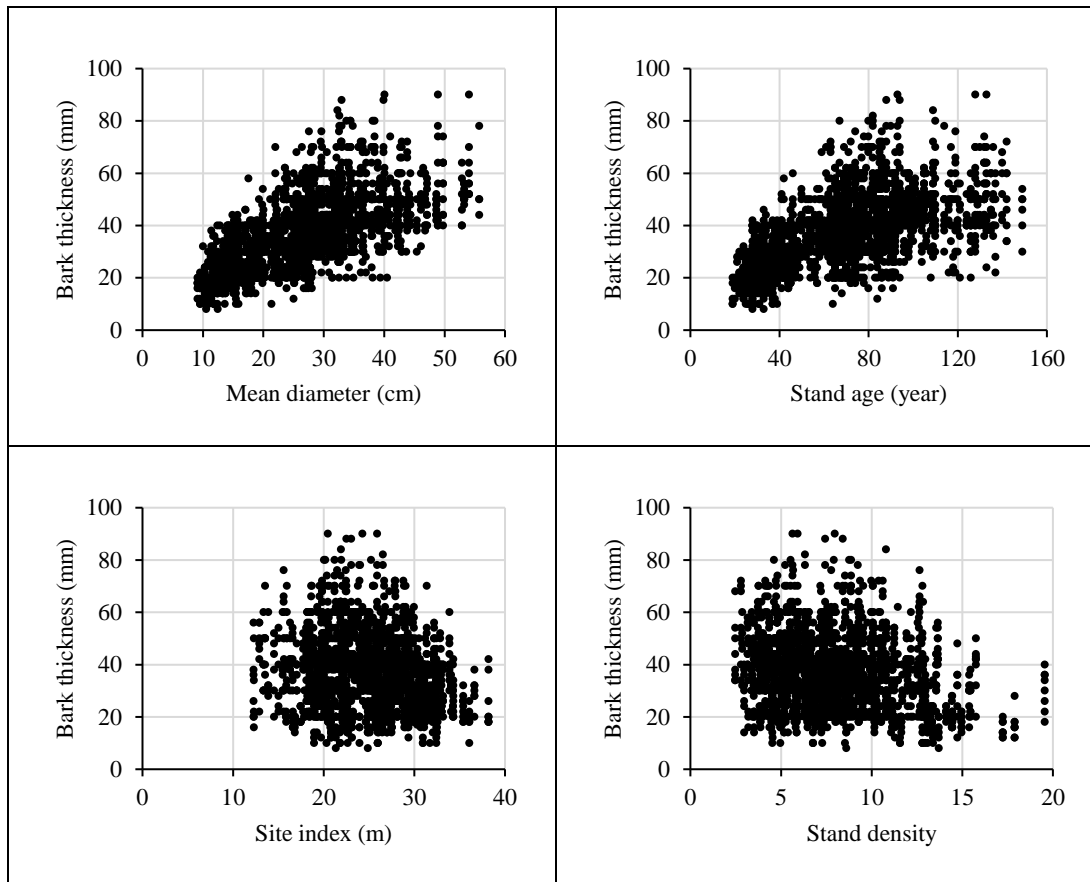 100
80
60
40
20
0
Bark thickness (mm)
0 10 20 30 40 50 60
Mean diameter (cm)
100
80
60
40
20
0
Bark thickness (mm)
0 40 80 120 160
Stand age (year)
100
80
60
40
20
0
Bark thickness (mm)
0 10 20 30 40
Site index (m)
100
80
60
40
20
0
Bark thickness (mm)
0 5 10 15 20
Stand density